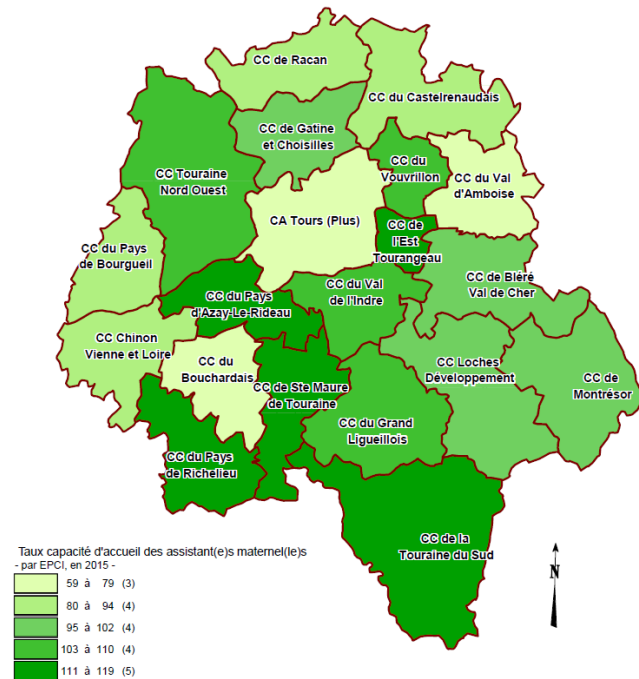 CC de Racan
CC du Castelrenaudais
CC de Gatine
et Choisilles
CC Touraine
Nord Ouest
CC du
Vouvrillon
CC du Val
d'Amboise
CA Tours (Plus)
CC de
l'Est
Tourangeau
CC du Pays
de Bourgueil
CC de Bléré
Val de Cher
CC du Pays
d'Azay-Le-Rideau
CC du Val
de l'Indre
CC Chinon
Vienne et Loire
CC du
Bouchardais
CC Loches
Développement
CC de
Montrésor
CC de Ste Maure
de Touraine
CC du Grand
Ligueillois
CC du Pays
de Richelieu
CC de la
Touraine du Sud
Taux capacité d'accueil des assistant(e)s maternel(le)s
- par EPCI, en 2015 -
59 à 79 (3)
80 à 94 (4)
95 à 102 (4)
103 à 110 (4)
111 à 119 (5)
N